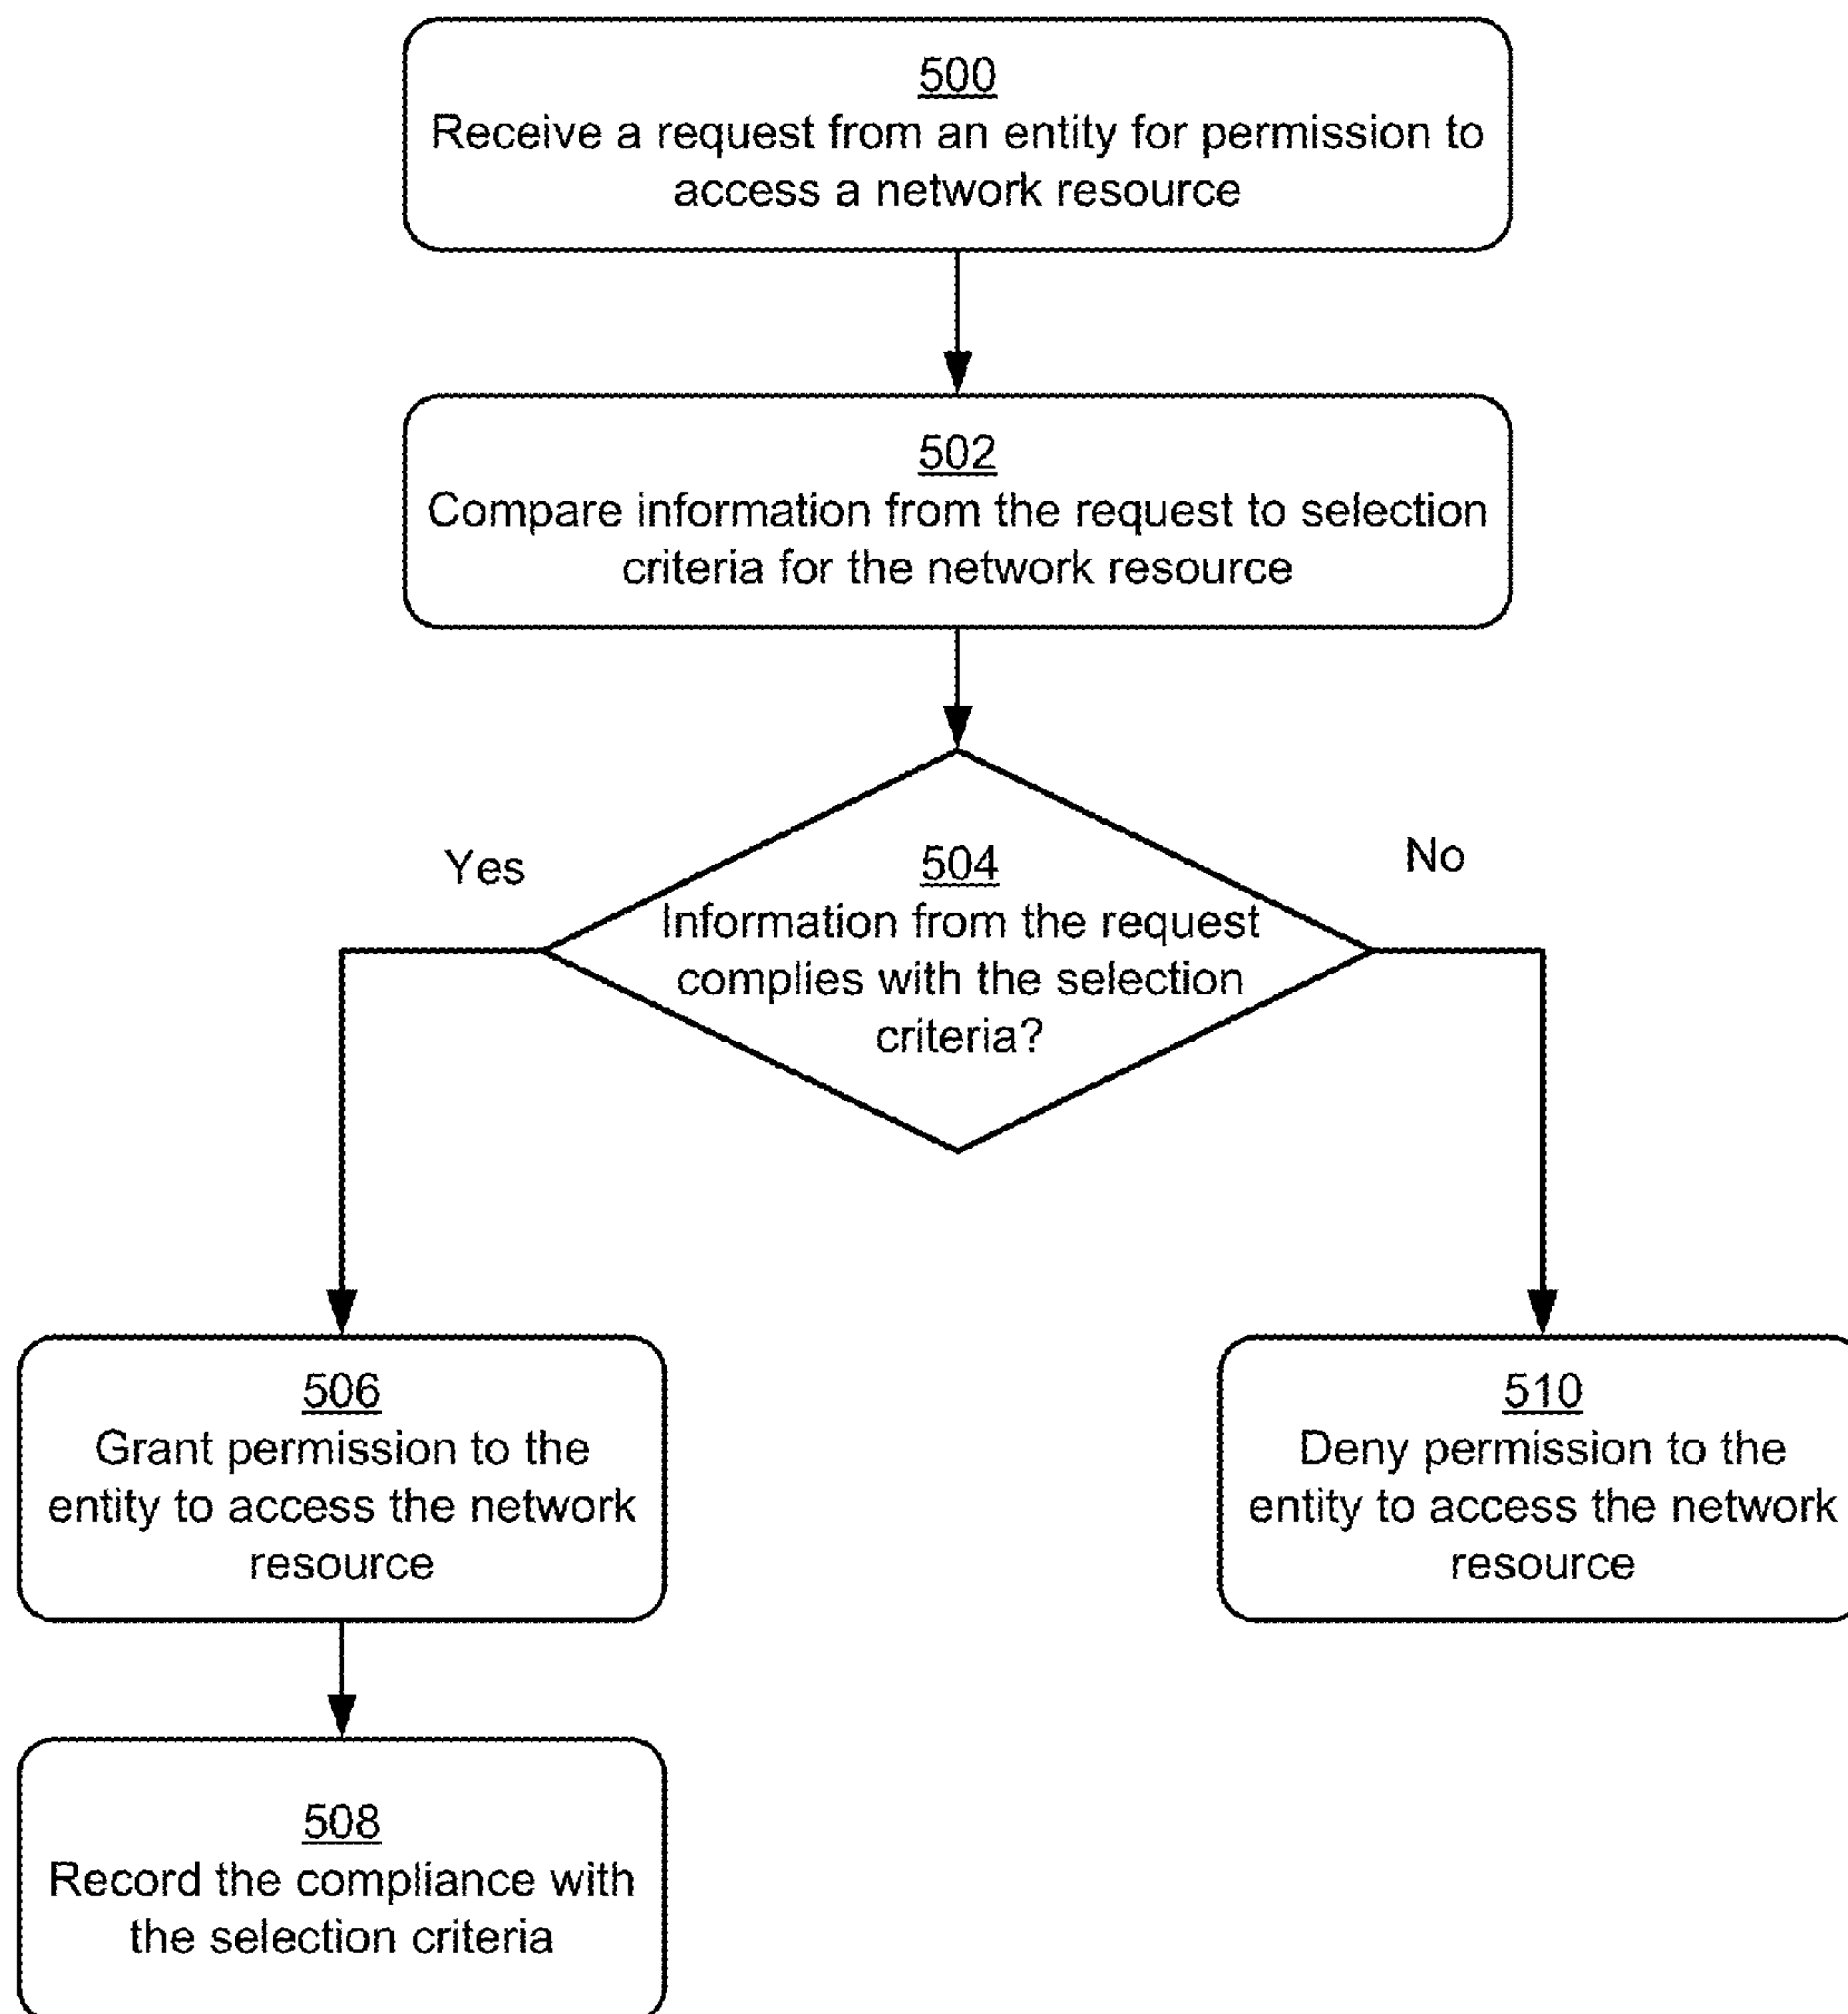 500
Receive a request from an entity for permission to
access a network resource
502
Compare information from the request to selection
criteria for the network resource
Yes
No
504
Information from the request
complies with the selection
criteria?
506
Grant permission to the
entity to access the network
resource
510
Deny permission to the
entity to access the network
resource
508
Record the compliance with
the selection criteria